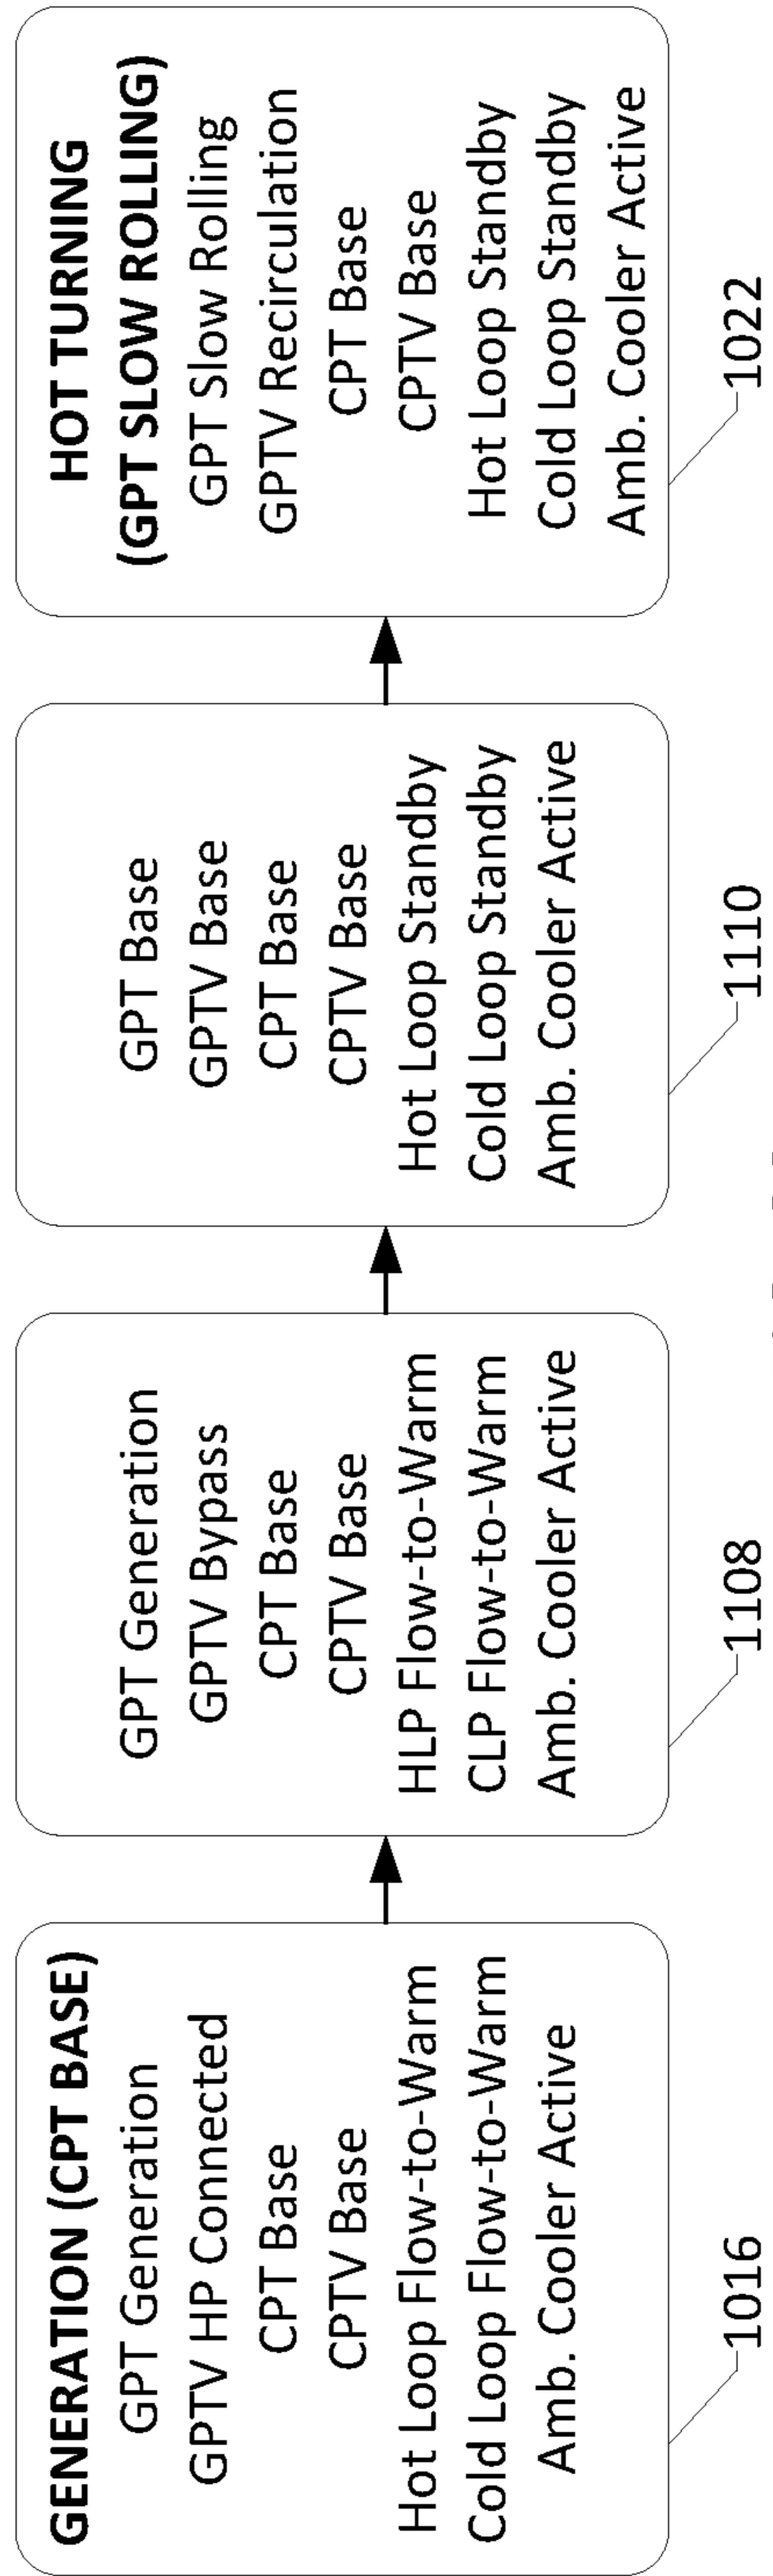 GENERATION (CPT BASE)
GPT Generation
GPTV HP Connected
CPT Base
CPTV Base
Hot Loop Flow-to-Warm
Cold Loop Flow-to-Warm
Amb. Cooler Active
1016
GPT Generation
GPTV Bypass
CPT Base
CPTV Base
HLP Flow-to-Warm
CLP Flow-to-Warm
Amb. Cooler Active
1108
GPT Base
GPTV Base
CPT Base
CPTV Base
Hot Loop Standby
Cold Loop Standby
Amb. Cooler Active
1110
HOT TURNING
(GPT SLOW ROLLING)
GPT Slow Rolling
GPTV Recirculation
CPT Base
CPTV Base
Hot Loop Standby
Cold Loop Standby
Amb. Cooler Active
1022